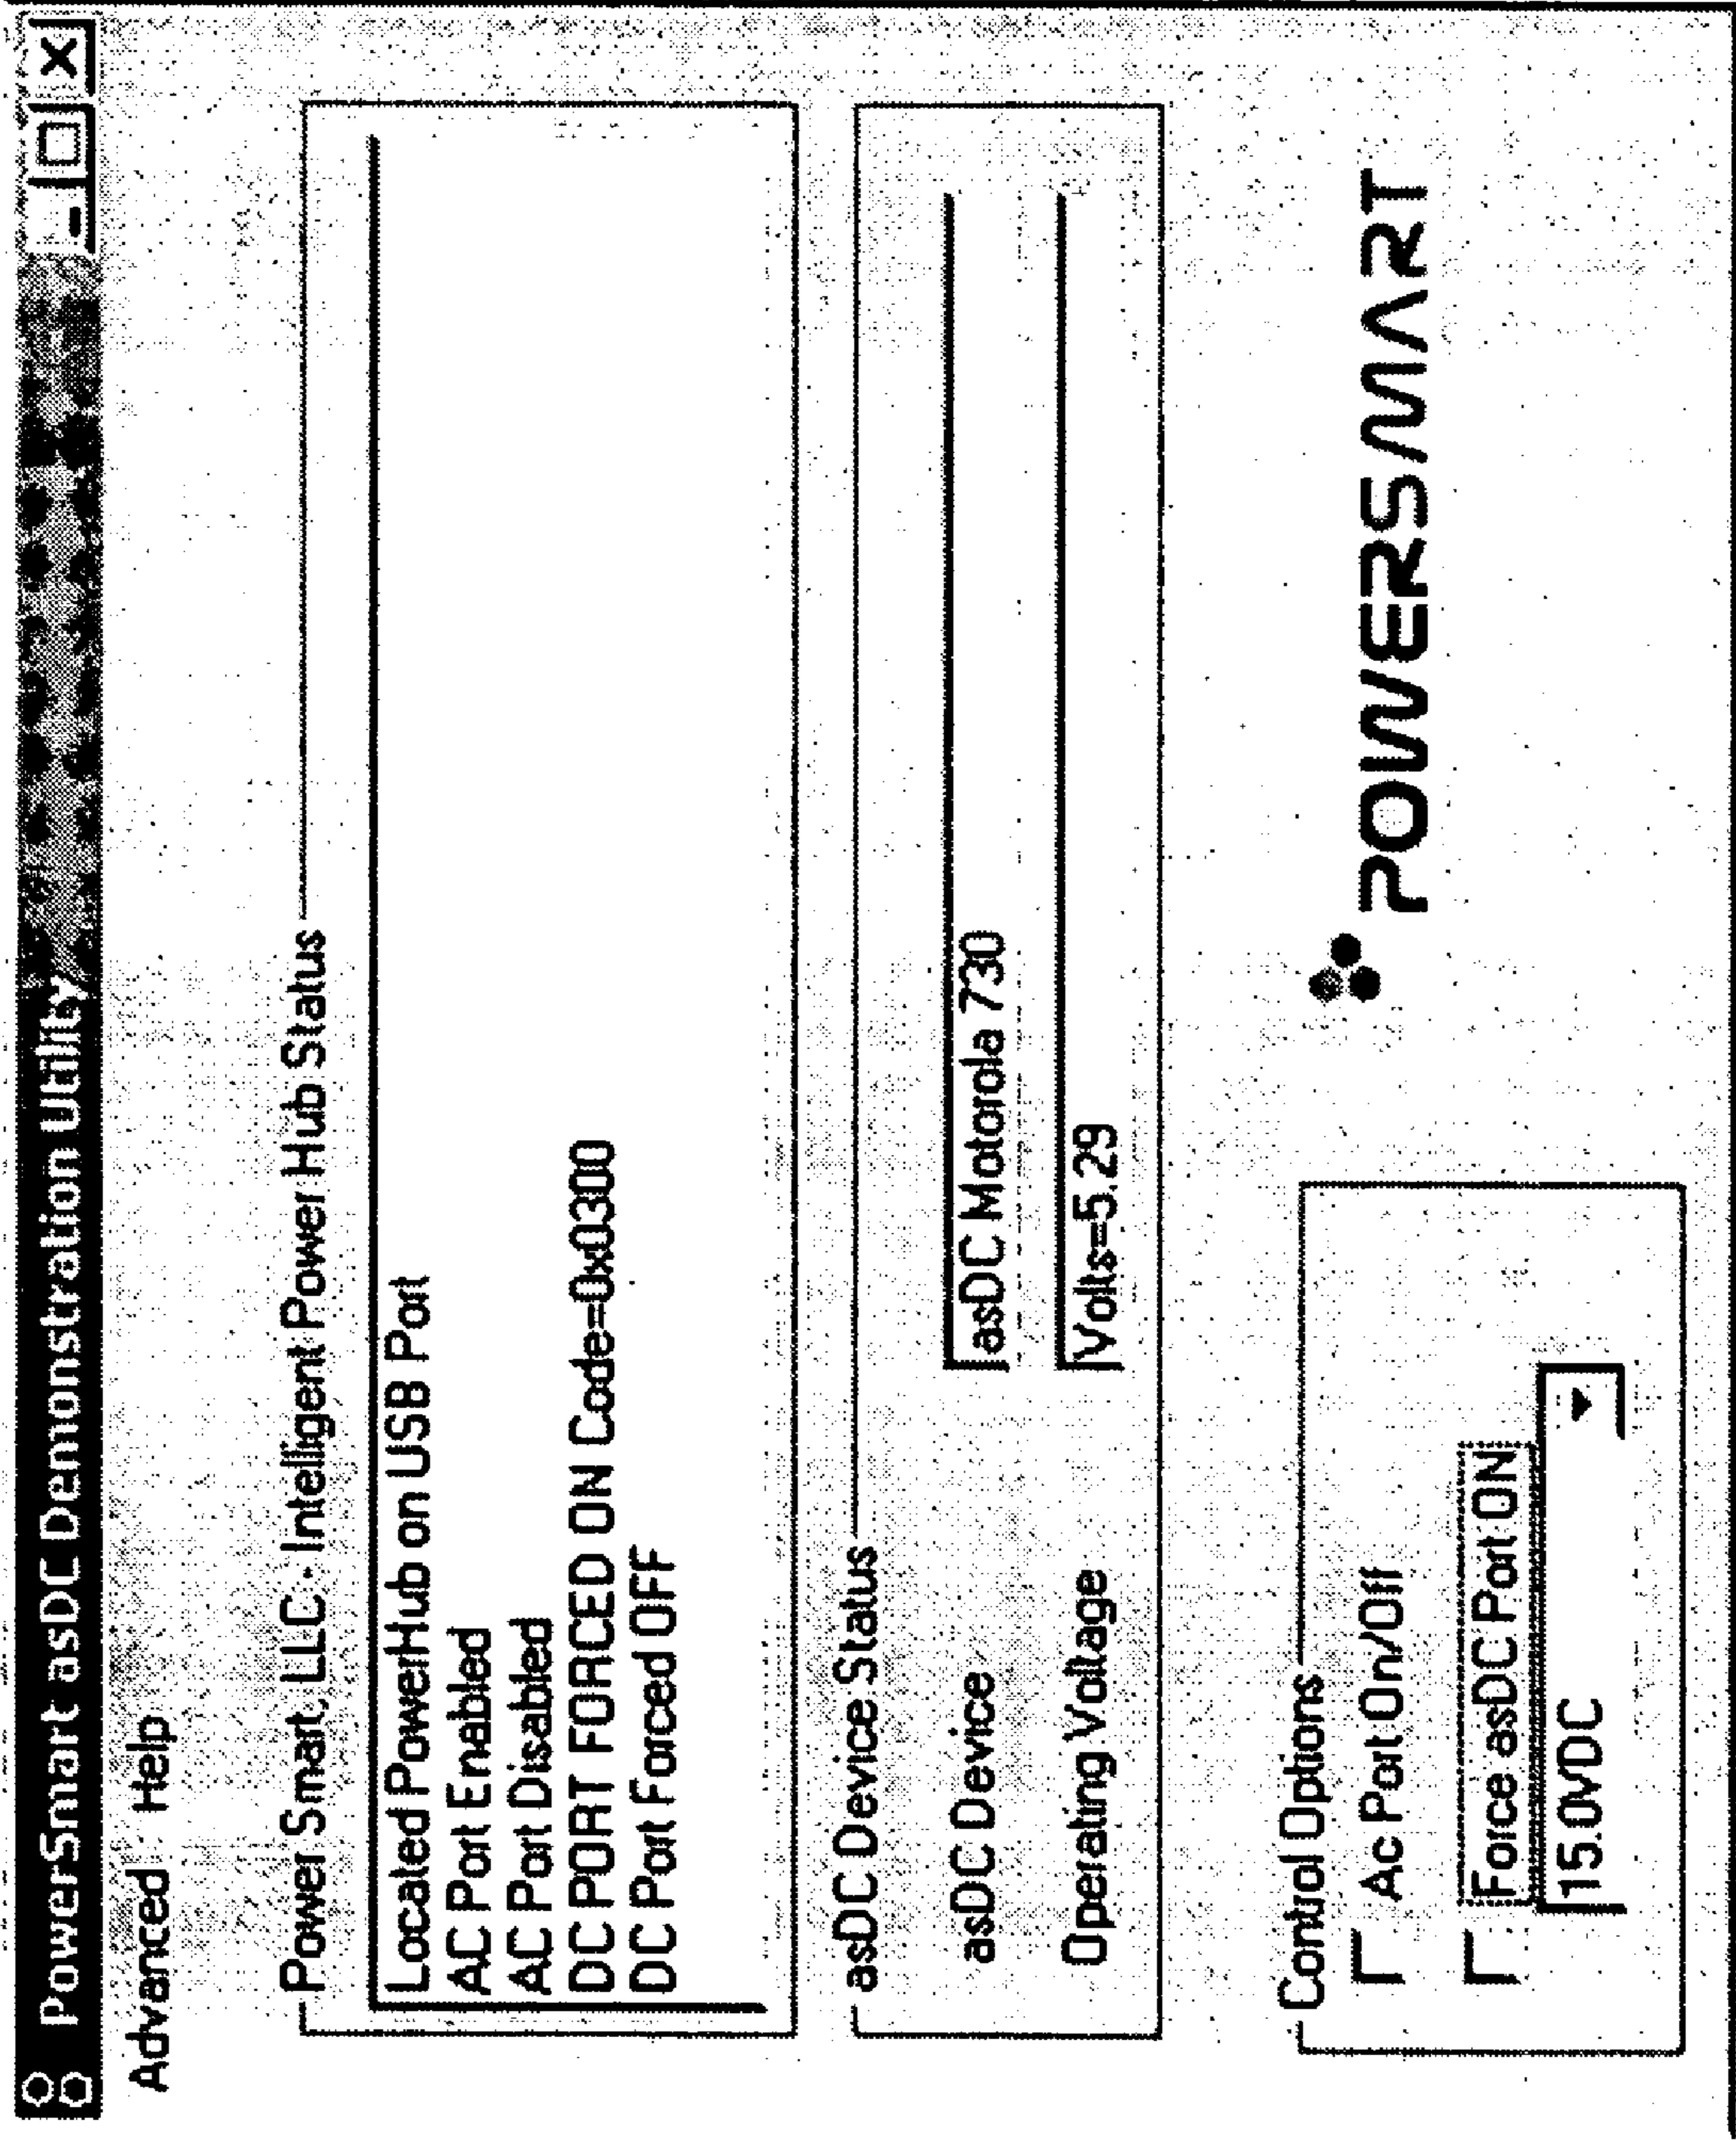 PowerSmart asDC Demonstration Utility
Advanced Help
Power Smart, LLC - Intelligent Power Hub Status
Located PowerHub on USB Port
AC Port Enabled
AC Port Disabled
DC PORT FORCED ON Code=0x0300
DC Port Forced OFF
asDC Device Status
asDC Device
asDC Motorola 730
Operating Voltage
Volts=5.29
Control Options
Ac Port On/Off
Force asDC Port ON
15.0VDC
POWERSMART